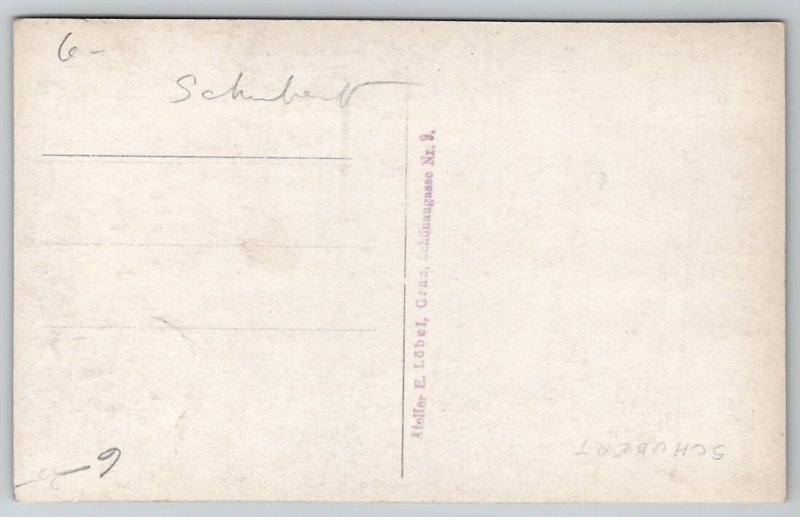 6 -
Schubert
Atelier E. Löbel, Graz, Schönaugasse Nr. 9.
SCHUBERT
6 -